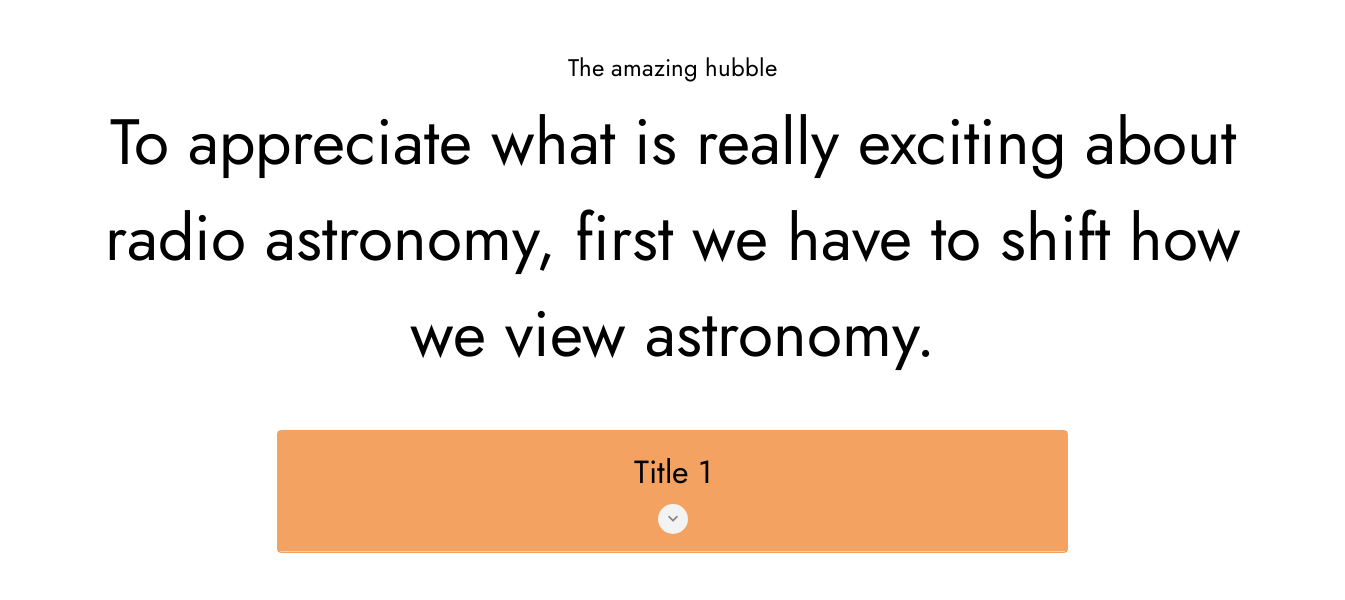 The amazing hubble
To appreciate what is really exciting about
radio astronomy, first we have to shift how
we view astronomy.
Title 1